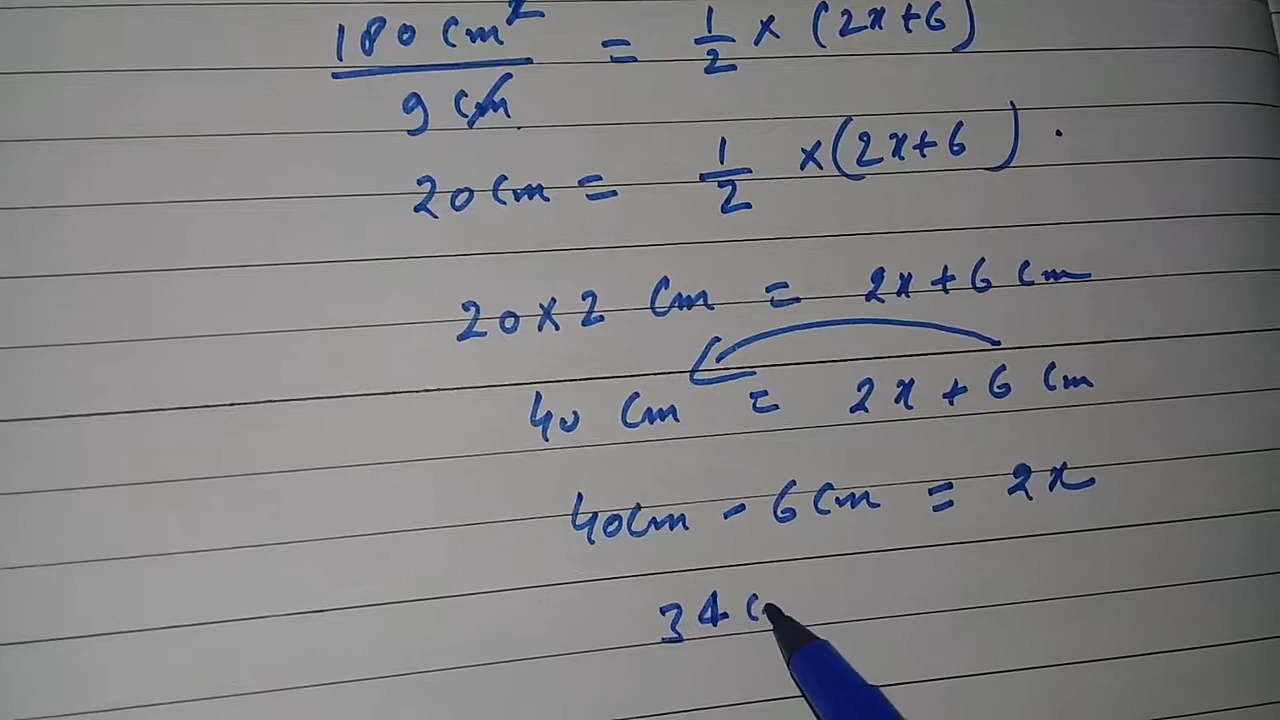 180 cm² = 1/2 × (2x+6)
9 cm
20 cm = 1/2 ×(2x+6).
20×2 cm = 2x+6 cm
40 cm = 2x+6 cm
40cm - 6cm = 2x
34 c